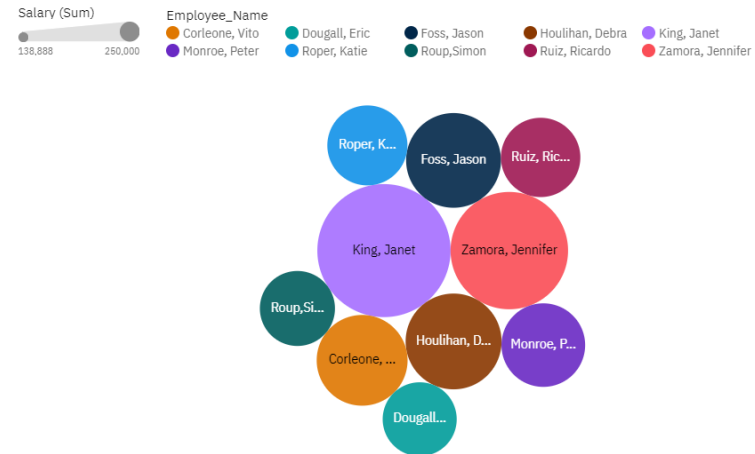 Salary (Sum)
138,888 250,000
Employee_Name
Corleone, Vito Dougall, Eric Foss, Jason Houlihan, Debra King, Janet
Monroe, Peter Roper, Katie Roup,Simon Ruiz, Ricardo Zamora, Jennifer
Roper, K...
Foss, Jason
Ruiz, Ric...
King, Janet
Zamora, Jennifer
Roup,Si...
Corleone, ...
Houlihan, D...
Monroe, P...
Dougall...